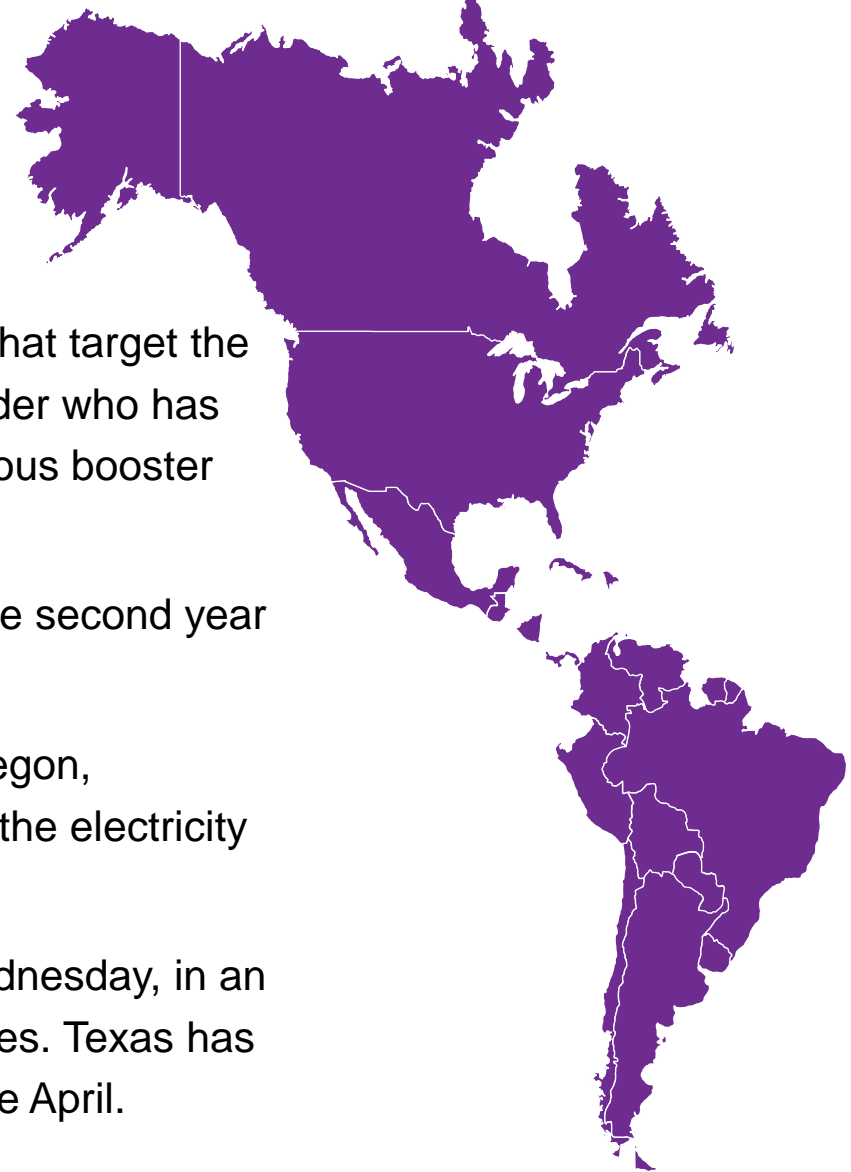 hat target the
der who has
ous booster
e second year
egon,
the electricity
dnesday, in an
es. Texas has
e April.